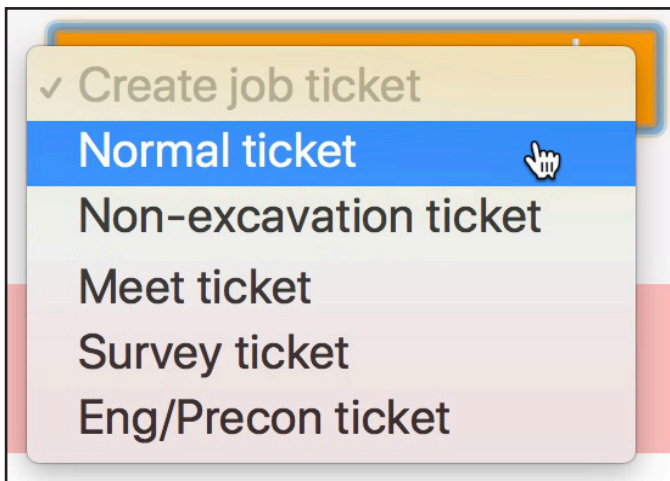 Create job ticket
Normal ticket
Non-excavation ticket
Meet ticket
Survey ticket
Eng/Precon ticket